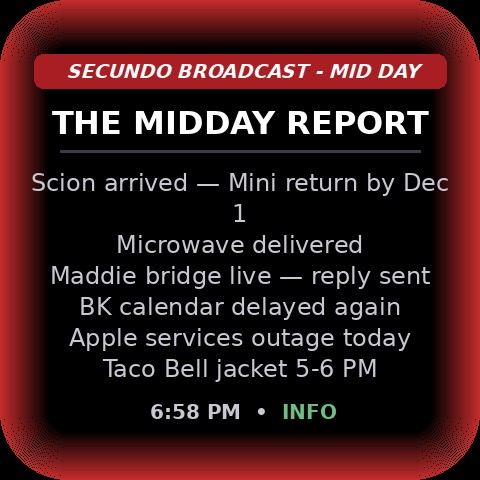 SECUNDO BROADCAST - MID DAY
THE MIDDAY REPORT
Scion arrived — Mini return by Dec
1
Microwave delivered
Maddie bridge live — reply sent
BK calendar delayed again
Apple services outage today
Taco Bell jacket 5-6 PM
6:58 PM • INFO